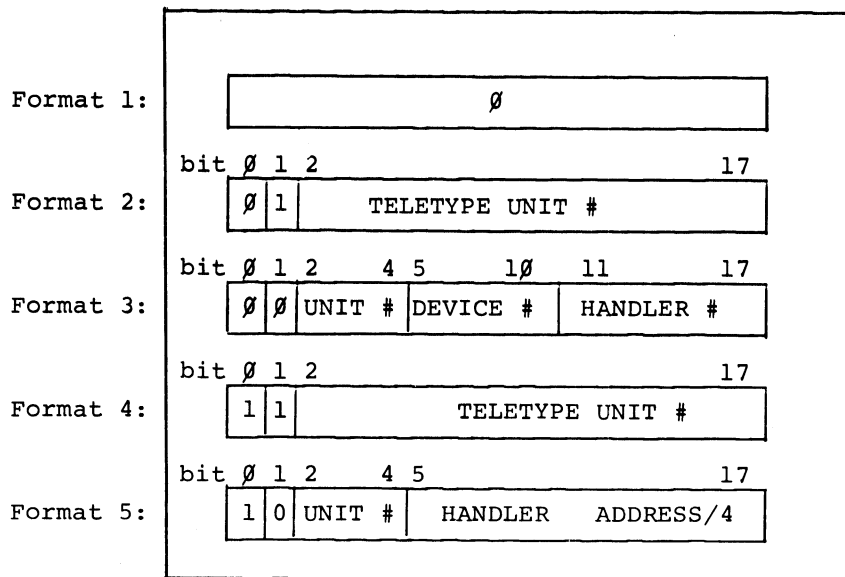 Format 1: Ø
bit Ø 1 2 17
Format 2: Ø 1 TELETYPE UNIT #
bit Ø 1 2 4 5 1Ø 11 17
Format 3: Ø Ø UNIT # DEVICE # HANDLER #
bit Ø 1 2 17
Format 4: 1 1 TELETYPE UNIT #
bit Ø 1 2 4 5 17
Format 5: 1 0 UNIT # HANDLER ADDRESS/4